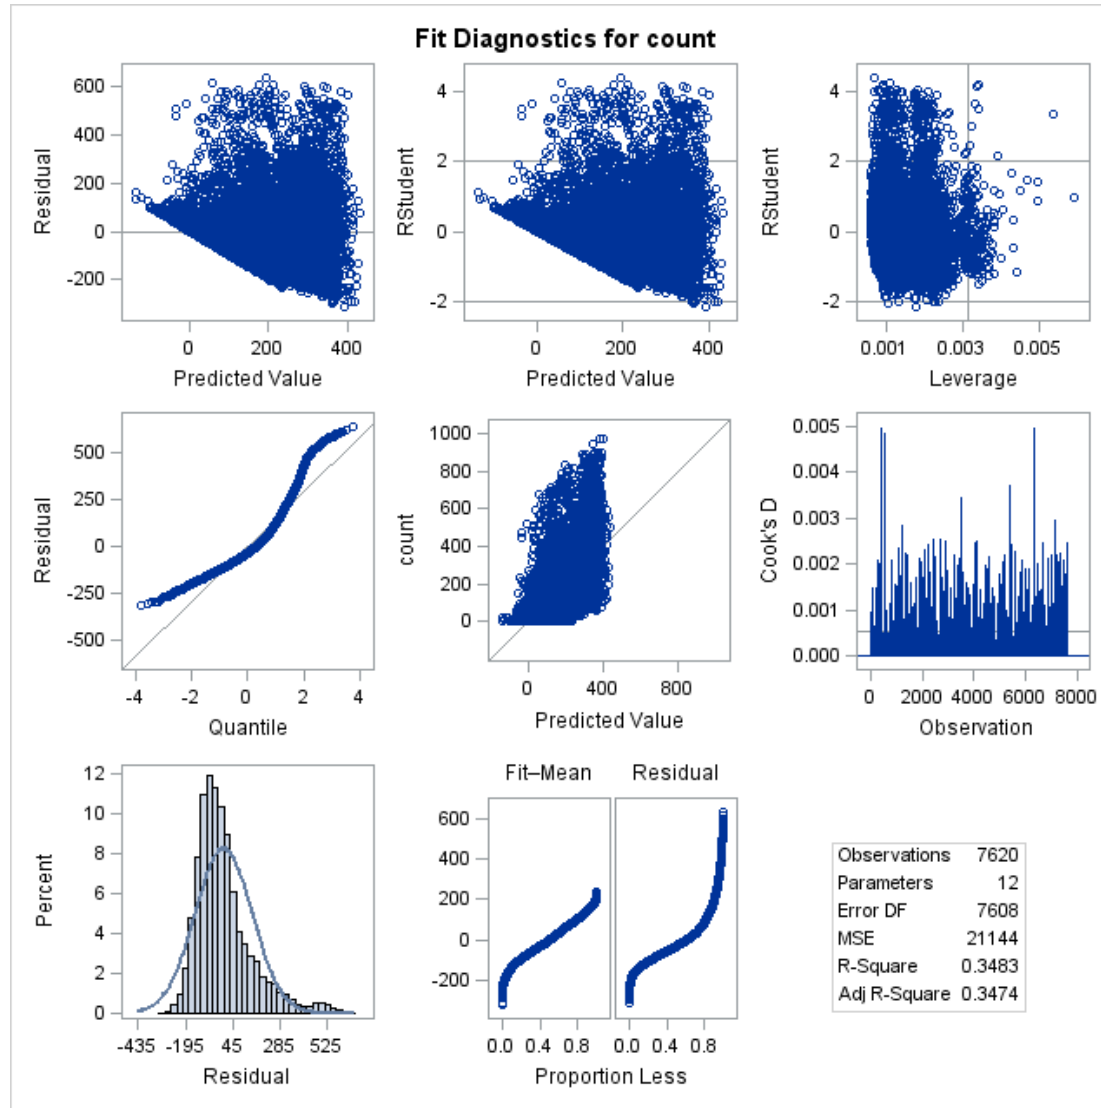 Fit Diagnostics for count
600
400
200
0
-200
Residual
0 200 400
Predicted Value
4
2
0
-2
RStudent
0 200 400
Predicted Value
4
2
0
-2
RStudent
0.001 0.003 0.005
Leverage
500
250
0
-250
-500
Residual
-4 -2 0 2 4
Quantile
1000
800
600
400
200
0
count
0 400 800
Predicted Value
0.005
0.004
0.003
0.002
0.001
0.000
Cook's D
0 2000 4000 6000 8000
Observation
12
10
8
6
4
2
0
Percent
-435 -195 45 285 525
Residual
Fit–Mean Residual
600
400
200
0
-200
0.0 0.4 0.8 0.0 0.4 0.8
Proportion Less
Observations 7620
Parameters 12
Error DF 7608
MSE 21144
R-Square 0.3483
Adj R-Square 0.3474